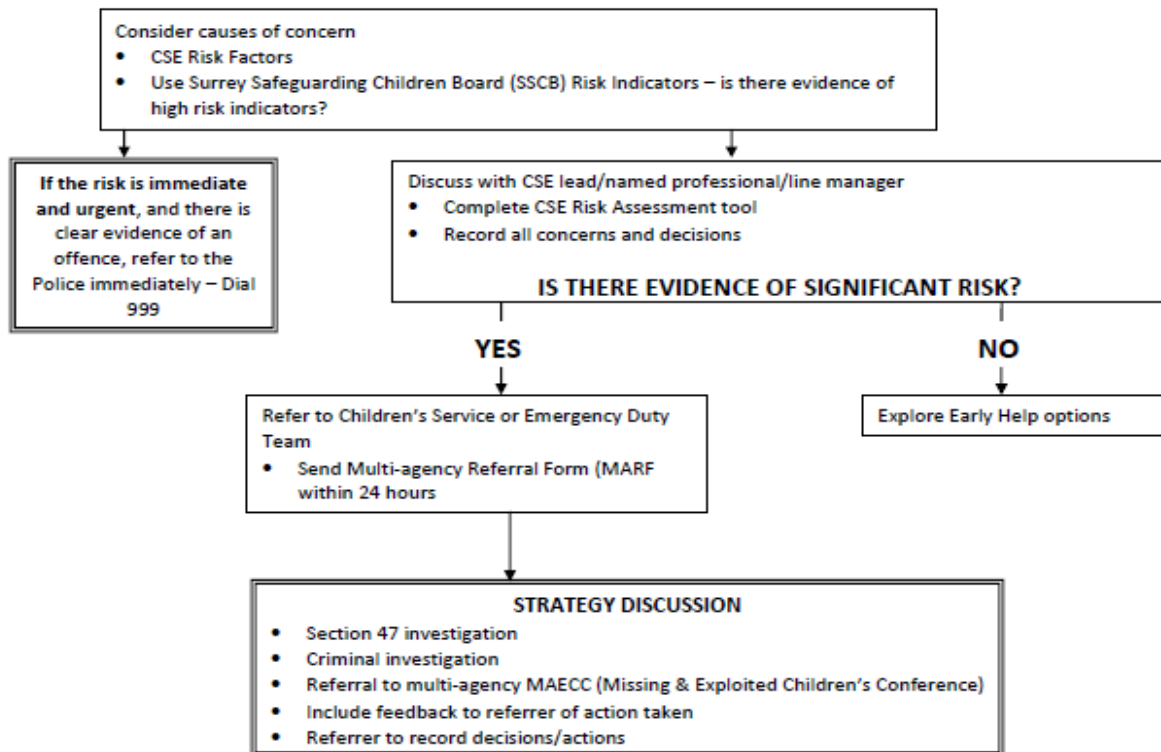 Consider causes of concern
• CSE Risk Factors
• Use Surrey Safeguarding Children Board (SSCB) Risk Indicators – is there evidence of
high risk indicators?
If the risk is immediate
and urgent, and there is
clear evidence of an
offence, refer to the
Police immediately – Dial
999
Discuss with CSE lead/named professional/line manager
• Complete CSE Risk Assessment tool
• Record all concerns and decisions
IS THERE EVIDENCE OF SIGNIFICANT RISK?
YES
NO
Refer to Children's Service or Emergency Duty
Team
• Send Multi-agency Referral Form (MARF
within 24 hours
Explore Early Help options
STRATEGY DISCUSSION
• Section 47 investigation
• Criminal investigation
• Referral to multi-agency MAECC (Missing & Exploited Children's Conference)
• Include feedback to referrer of action taken
• Referrer to record decisions/actions